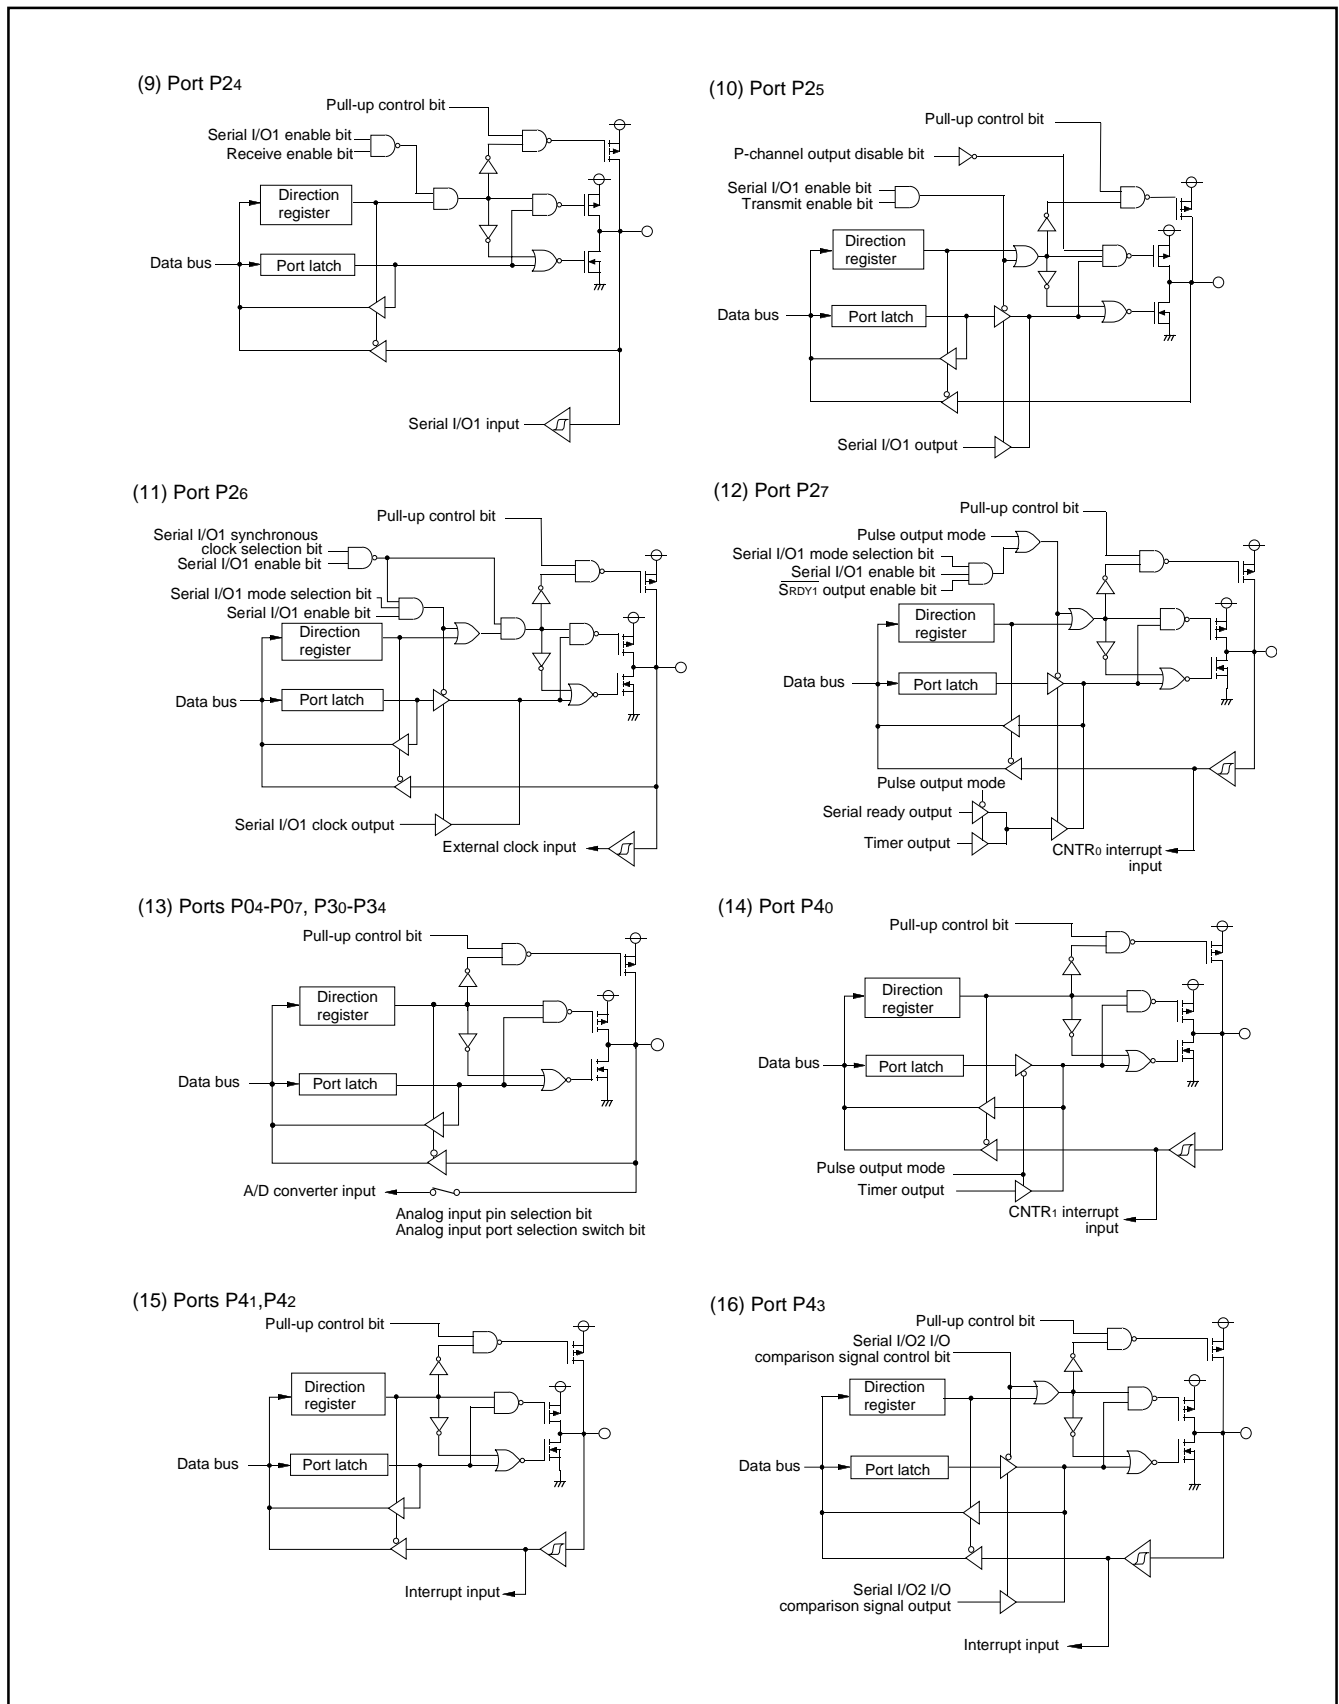 (9) Port P24
Pull-up control bit
Serial I/O1 enable bit
Receive enable bit
Direction
register
Data bus
Port latch
Serial I/O1 input
(10) Port P25
Pull-up control bit
P-channel output disable bit
Serial I/O1 enable bit
Transmit enable bit
Direction
register
Data bus
Port latch
Serial I/O1 output
(11) Port P26
Pull-up control bit
Serial I/O1 synchronous
clock selection bit
Serial I/O1 enable bit
Serial I/O1 mode selection bit
Serial I/O1 enable bit
Direction
register
Data bus
Port latch
Serial I/O1 clock output
External clock input
(12) Port P27
Pull-up control bit
Pulse output mode
Serial I/O1 mode selection bit
Serial I/O1 enable bit
SRDY1 output enable bit
Direction
register
Data bus
Port latch
Pulse output mode
Serial ready output
Timer output
CNTR0 interrupt
input
(13) Ports P04-P07, P30-P34
Pull-up control bit
Direction
register
Data bus
Port latch
A/D converter input
Analog input pin selection bit
Analog input port selection switch bit
(14) Port P40
Pull-up control bit
Direction
register
Data bus
Port latch
Pulse output mode
Timer output
CNTR1 interrupt
input
(15) Ports P41,P42
Pull-up control bit
Direction
register
Data bus
Port latch
Interrupt input
(16) Port P43
Pull-up control bit
Serial I/O2 I/O
comparison signal control bit
Direction
register
Data bus
Port latch
Serial I/O2 I/O
comparison signal output
Interrupt input